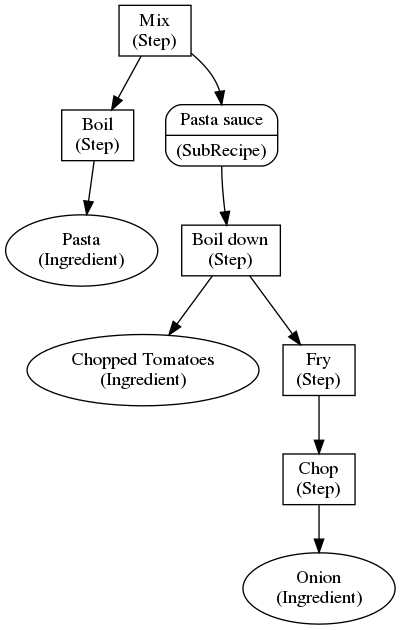 Mix
(Step)
Boil
(Step)
Pasta sauce
(SubRecipe)
Pasta
(Ingredient)
Boil down
(Step)
Chopped Tomatoes
(Ingredient)
Fry
(Step)
Chop
(Step)
Onion
(Ingredient)